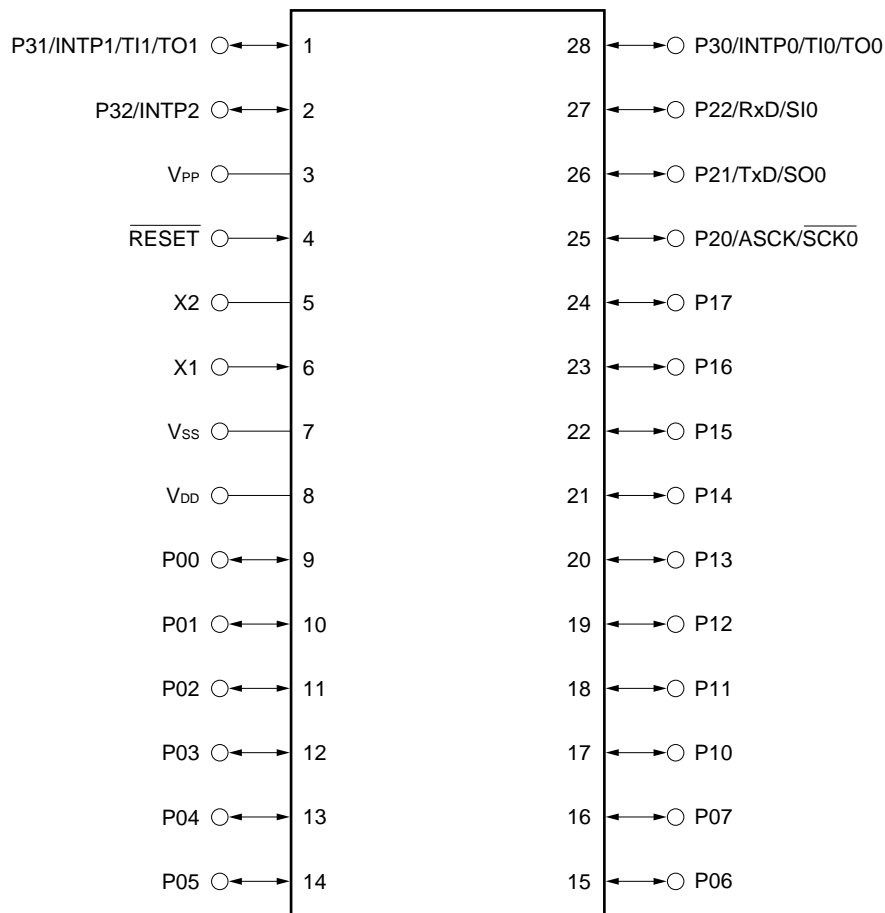 P31/INTP1/TI1/TO1 1 28 P30/INTP0/TI0/TO0
P32/INTP2 2 27 P22/RxD/SI0
VPP 3 26 P21/TxD/SO0
RESET 4 25 P20/ASCK/SCK0
X2 5 24 P17
X1 6 23 P16
VSS 7 22 P15
VDD 8 21 P14
P00 9 20 P13
P01 10 19 P12
P02 11 18 P11
P03 12 17 P10
P04 13 16 P07
P05 14 15 P06